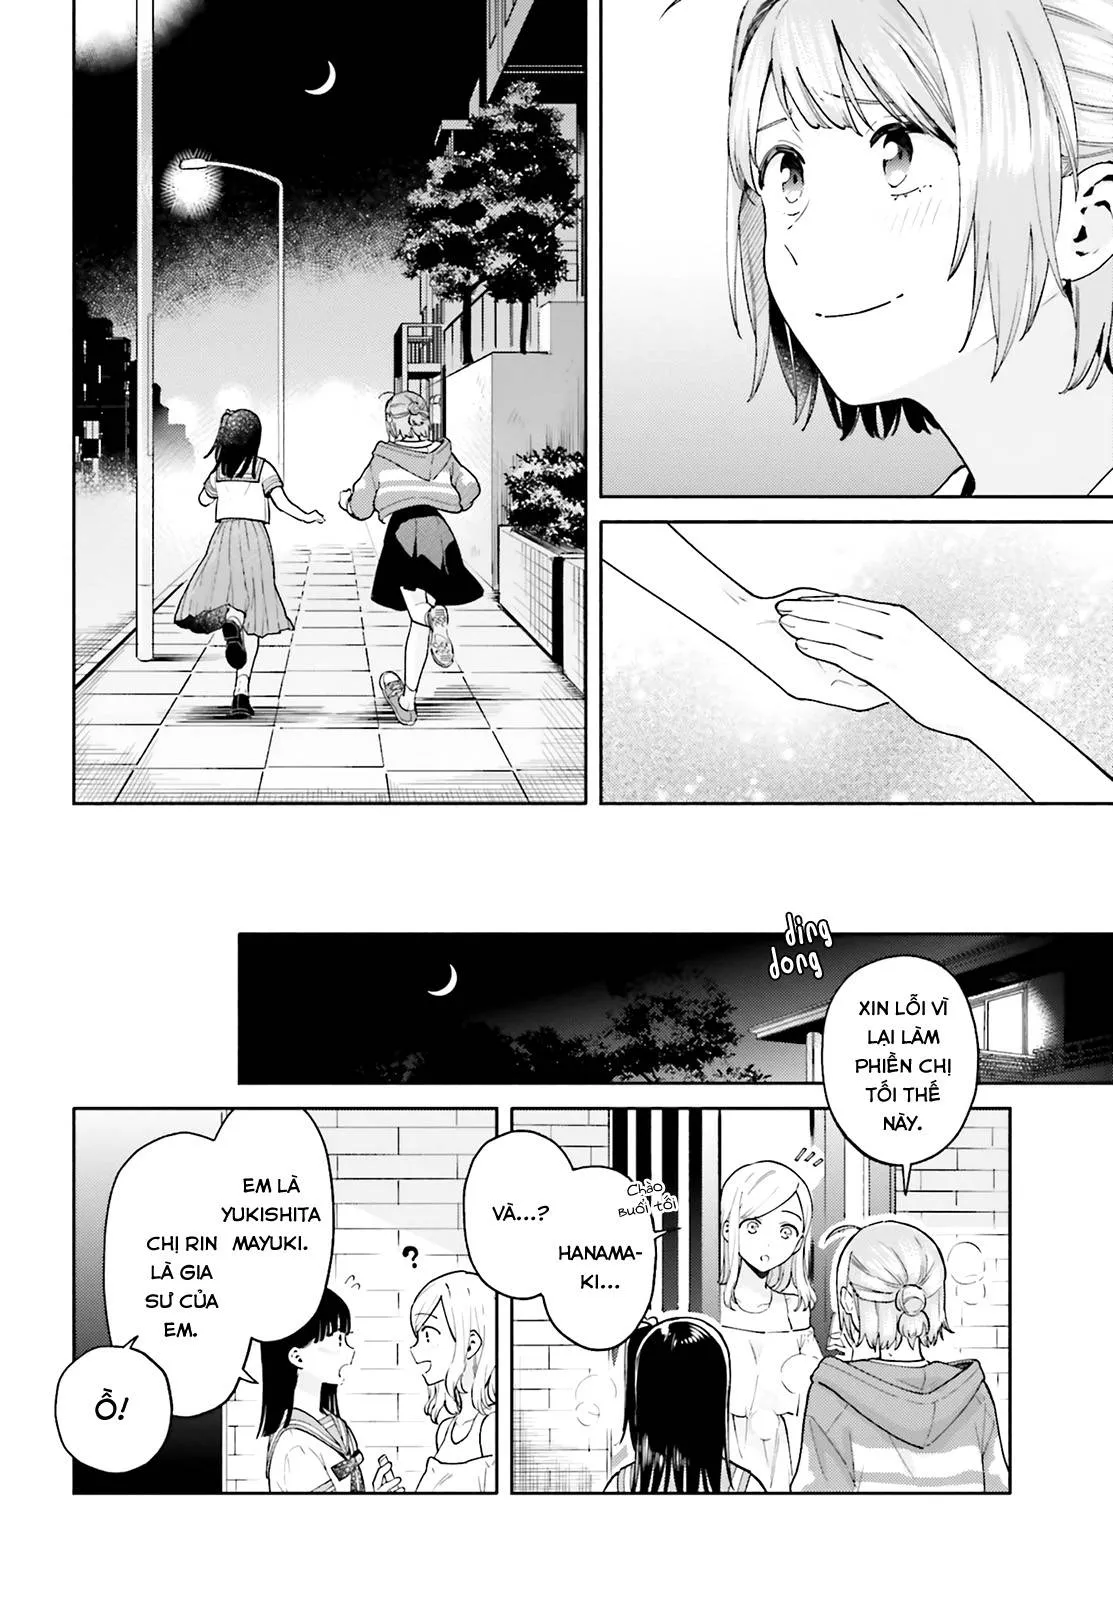 ding
dong
XIN LỖI VÌ
LẠI LÀM
PHIỀN CHỊ
TỐI THẾ
NÀY.
Chào
Buổi tối
HANAMA-
KI...
VÀ...?
EM LÀ
YUKISHITA
MAYUKI.
CHỊ RIN
LÀ GIA
SƯ CỦA
EM.
?
Ồ!